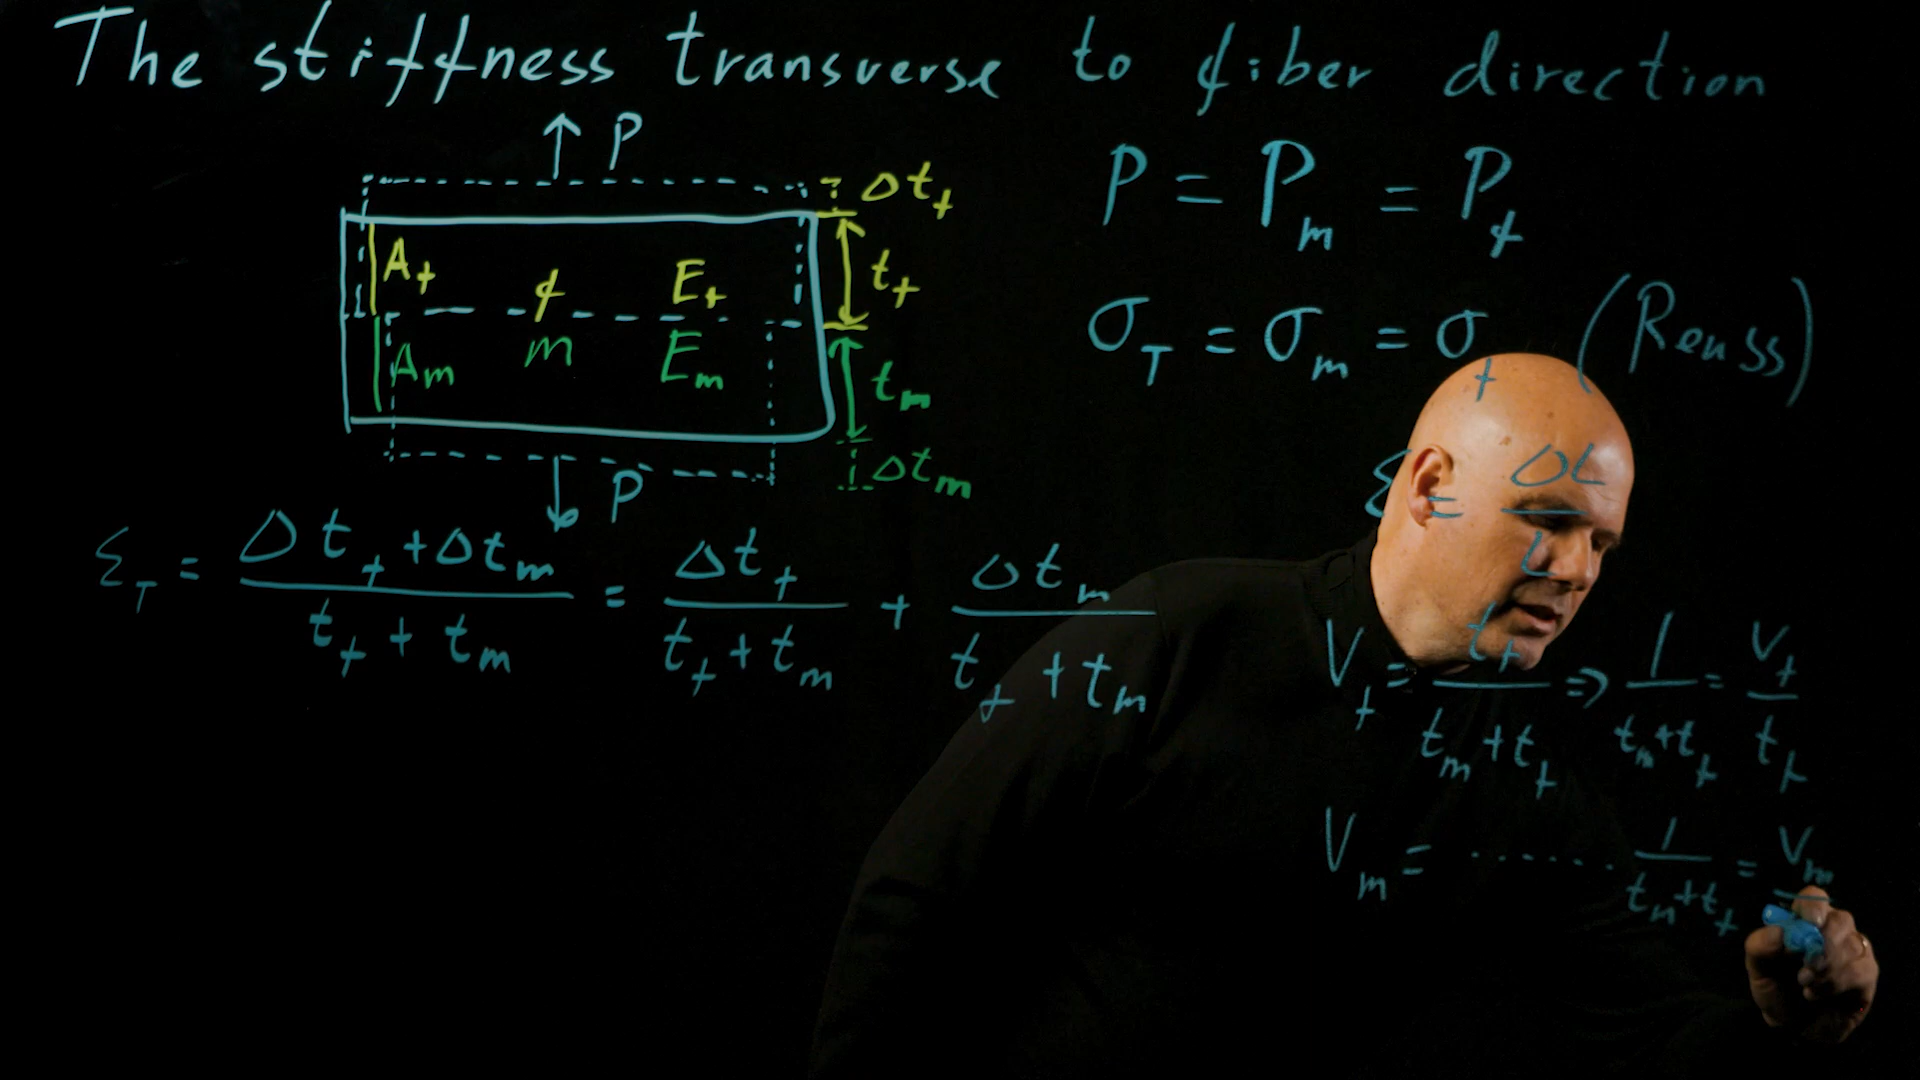 The stiffness transverse to fiber direction
P
Δt_f
A_f f E_f t_f
A_m m E_m t_m
Δt_m
P
P = P_m = P_f
σ_T = σ_m = σ_f (Reuss)
ε = ΔL / L
ε_T = (Δt_f + Δt_m) / (t_f + t_m) = Δt_f / (t_f + t_m) + Δt_m / (t_f + t_m)
V_f = t_f / (t_m + t_f) ⇒ 1 / (t_m + t_f) = V_f / t_f
V_m = ....... 1 / (t_m + t_f) = V_m